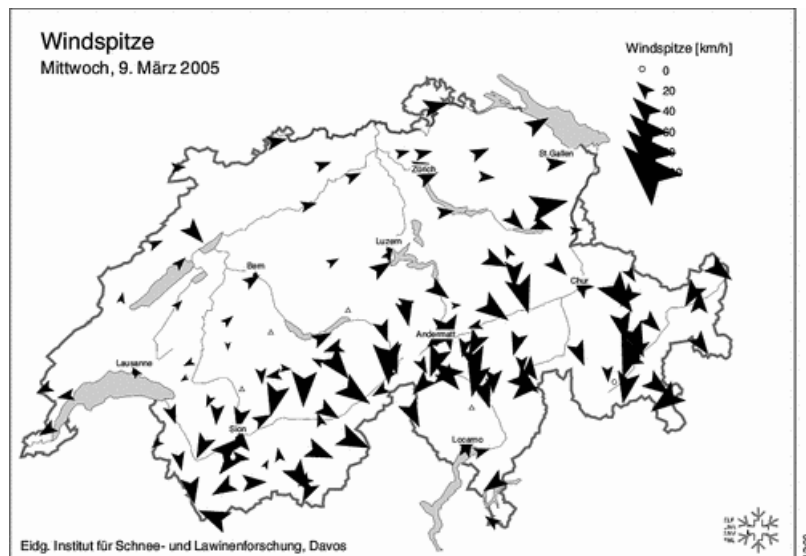 Windspitze
Mittwoch, 9. März 2005
Windspitze [km/h]
0
20
40
60
St.Gallen
Zürich
Luzern
Bern
Chur
Andermatt
Lausanne
Sion
Locarno
Eidg. Institut für Schnee- und Lawinenforschung, Davos